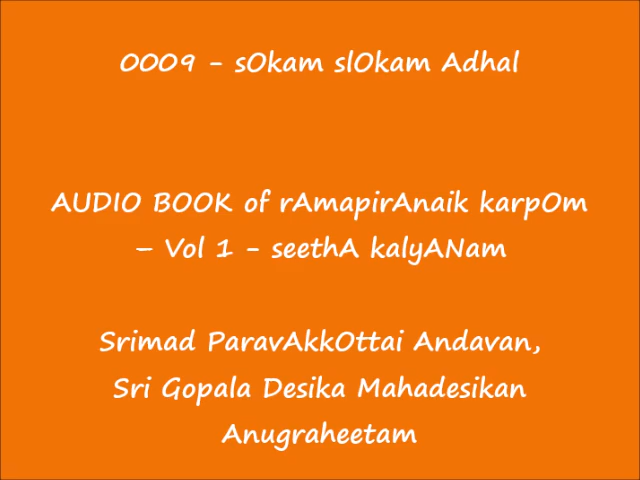 0009 - sOkam slOkam Adhal
AUDIO BOOK of rAmapirAnaik karpOm
– Vol 1 - seethA kalyANam
Srimad ParavAkkOttai Andavan,
Sri Gopala Desika Mahadesikan
Anugraheetam